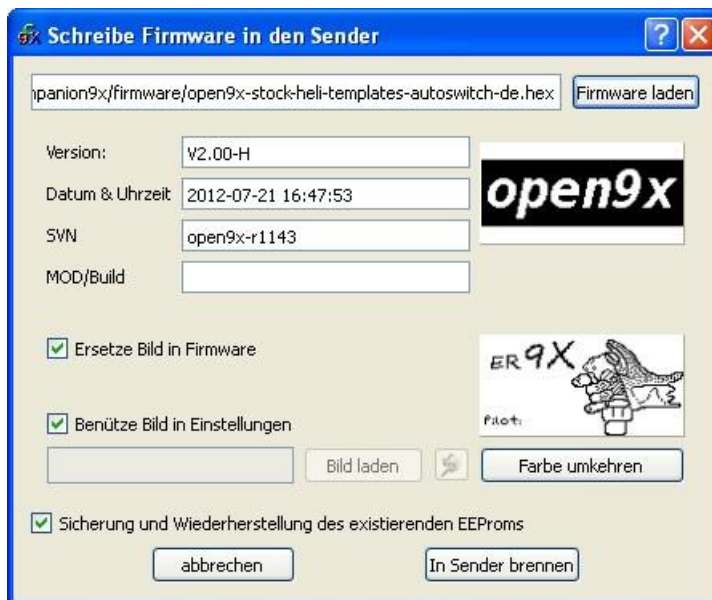 Schreibe Firmware in den Sender
npanion9x/firmware/open9x-stock-heli-templates-autoswitch-de.hex Firmware laden
Version: V2.00-H
open9x
Datum & Uhrzeit 2012-07-21 16:47:53
SVN open9x-r1143
MOD/Build
Ersetze Bild in Firmware
ER9X
Benütze Bild in Einstellungen
Pilot:
Bild laden Farbe umkehren
Sicherung und Wiederherstellung des existierenden EEProms
abbrechen In Sender brennen